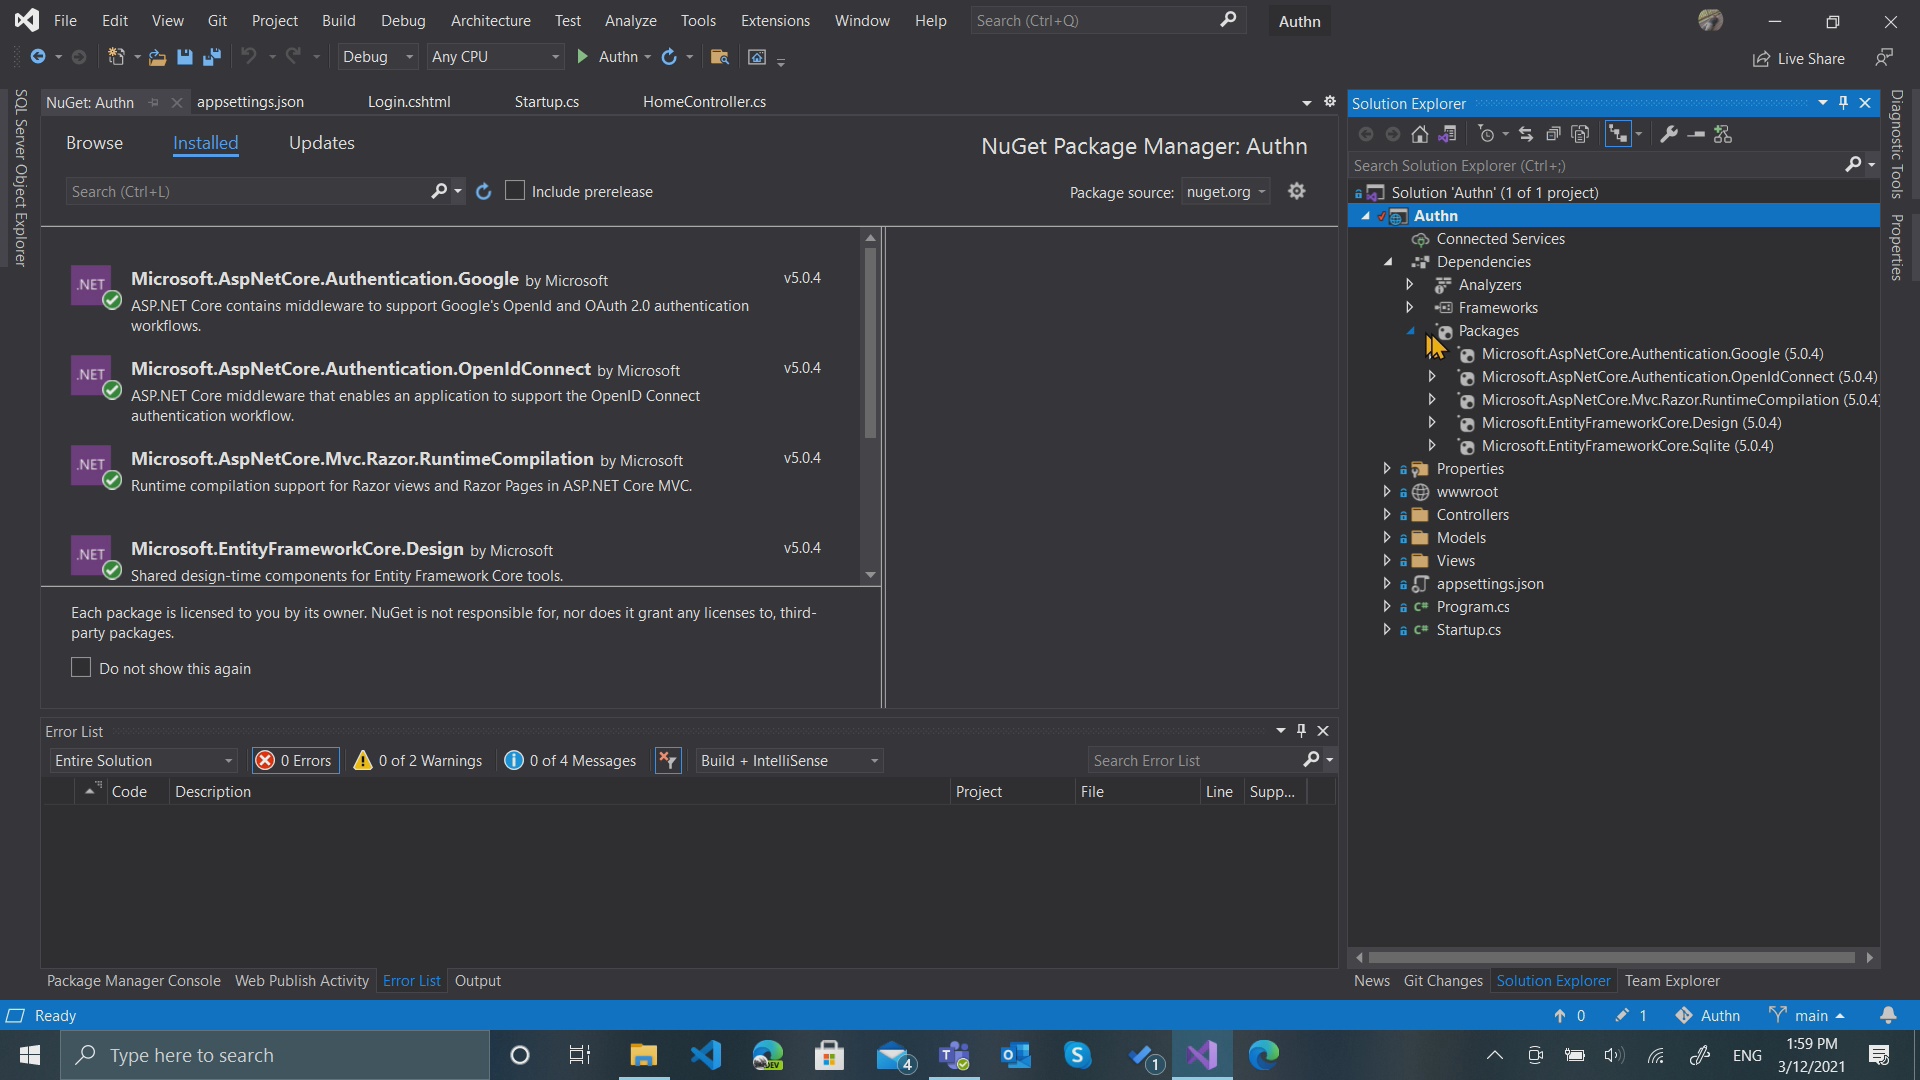 File Edit View Git Project Build Debug Architecture Test Analyze Tools Extensions Window Help Search (Ctrl+Q) Authn
Debug Any CPU Authn Live Share
SQL Server Object Explorer
NuGet: Authn appsettings.json Login.cshtml Startup.cs HomeController.cs
Browse Installed Updates NuGet Package Manager: Authn
Search (Ctrl+L) Include prerelease Package source: nuget.org
.NET Microsoft.AspNetCore.Authentication.Google by Microsoft v5.0.4
ASP.NET Core contains middleware to support Google's OpenId and OAuth 2.0 authentication
workflows.
.NET Microsoft.AspNetCore.Authentication.OpenIdConnect by Microsoft v5.0.4
ASP.NET Core middleware that enables an application to support the OpenID Connect
authentication workflow.
.NET Microsoft.AspNetCore.Mvc.Razor.RuntimeCompilation by Microsoft v5.0.4
Runtime compilation support for Razor views and Razor Pages in ASP.NET Core MVC.
.NET Microsoft.EntityFrameworkCore.Design by Microsoft v5.0.4
Shared design-time components for Entity Framework Core tools.
Each package is licensed to you by its owner. NuGet is not responsible for, nor does it grant any licenses to, third-
party packages.
Do not show this again
Error List
Entire Solution 0 Errors 0 of 2 Warnings 0 of 4 Messages Build + IntelliSense Search Error List
Code Description Project File Line Supp...
Package Manager Console Web Publish Activity Error List Output
Solution Explorer
Search Solution Explorer (Ctrl+;)
Solution 'Authn' (1 of 1 project)
Authn
Connected Services
Dependencies
Analyzers
Frameworks
Packages
Microsoft.AspNetCore.Authentication.Google (5.0.4)
Microsoft.AspNetCore.Authentication.OpenIdConnect (5.0.4)
Microsoft.AspNetCore.Mvc.Razor.RuntimeCompilation (5.0.4)
Microsoft.EntityFrameworkCore.Design (5.0.4)
Microsoft.EntityFrameworkCore.Sqlite (5.0.4)
Properties
wwwroot
Controllers
Models
Views
appsettings.json
C# Program.cs
C# Startup.cs
News Git Changes Solution Explorer Team Explorer
Diagnostic Tools
Properties
Ready 0 1 Authn main
Type here to search DEV 4 1 ENG 1:59 PM
3/12/2021